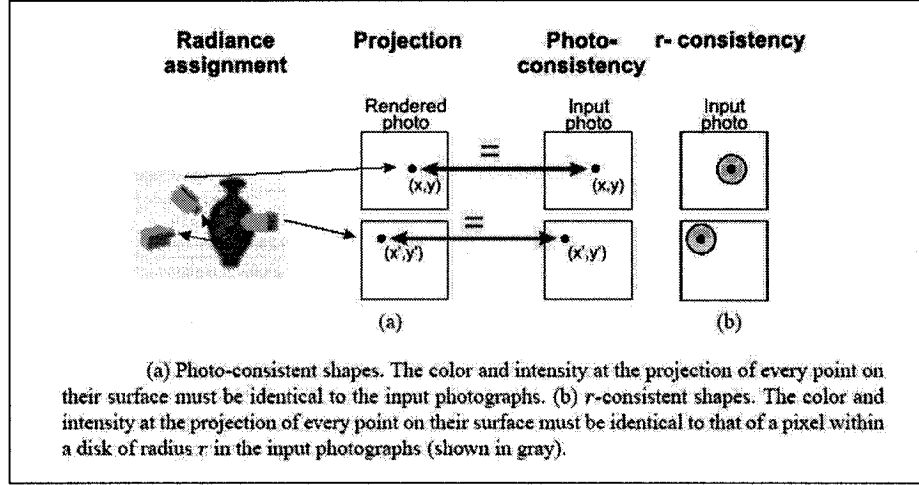 Radiance assignment
Projection
Photo-consistency
r- consistency
Rendered photo
Input photo
Input photo
=
(x,y)
(x,y)
=
(x',y')
(x',y')
(a)
(b)
(a) Photo-consistent shapes. The color and intensity at the projection of every point on
their surface must be identical to the input photographs. (b) r-consistent shapes. The color and
intensity at the projection of every point on their surface must be identical to that of a pixel within
a disk of radius r in the input photographs (shown in gray).